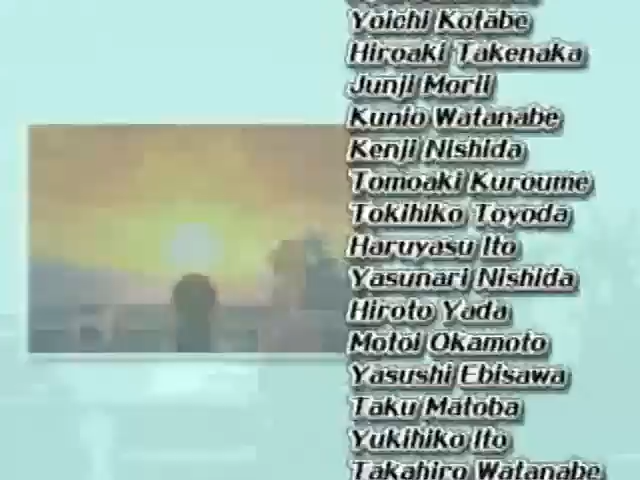 Yoichi Kotabe
Hiroaki Takenaka
Junji Morii
Kunio Watanabe
Kenji Nishida
Tomoaki Kuroume
Tokihiko Toyoda
Haruyasu Ito
Yasunari Nishida
Hiroto Yada
Motoi Okamoto
Yasushi Ebisawa
Taku Matoba
Yukihiko Ito
Takahiro Watanabe